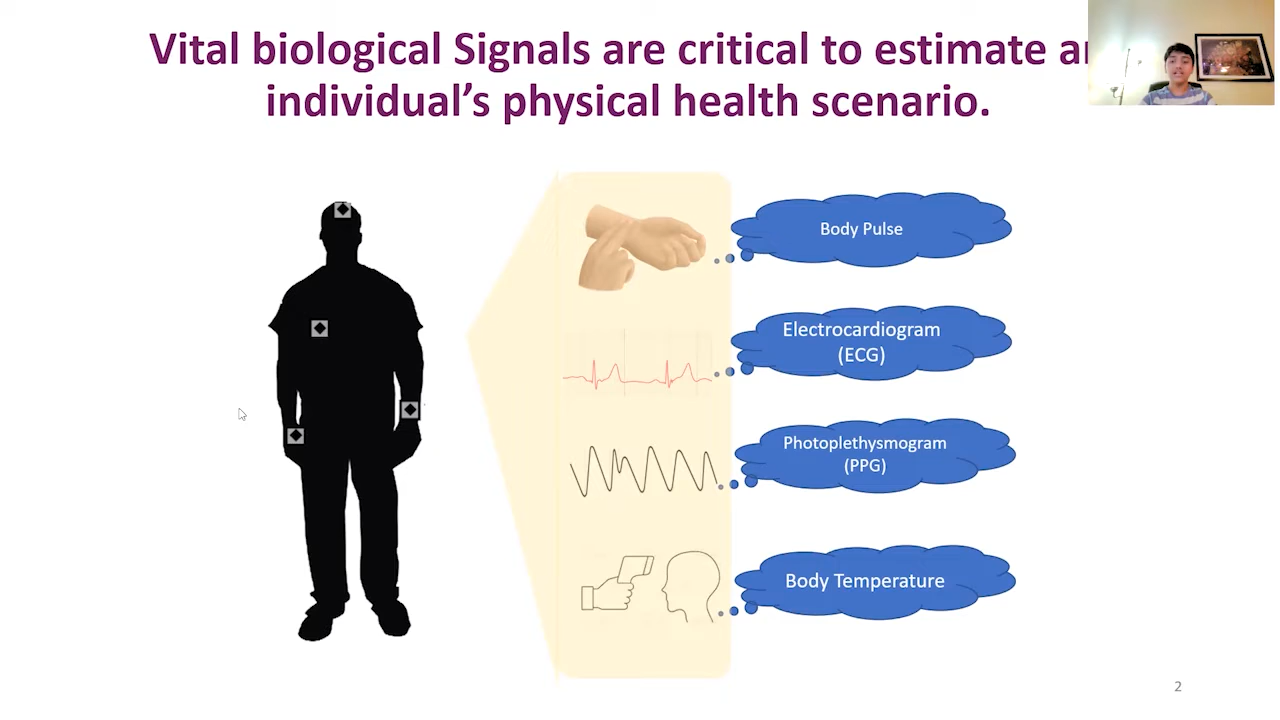 Vital biological Signals are critical to estimate
individual's physical health scenario.
Body Pulse
Electrocardiogram
(ECG)
Photoplethysmogram
(PPG)
Body Temperature
2